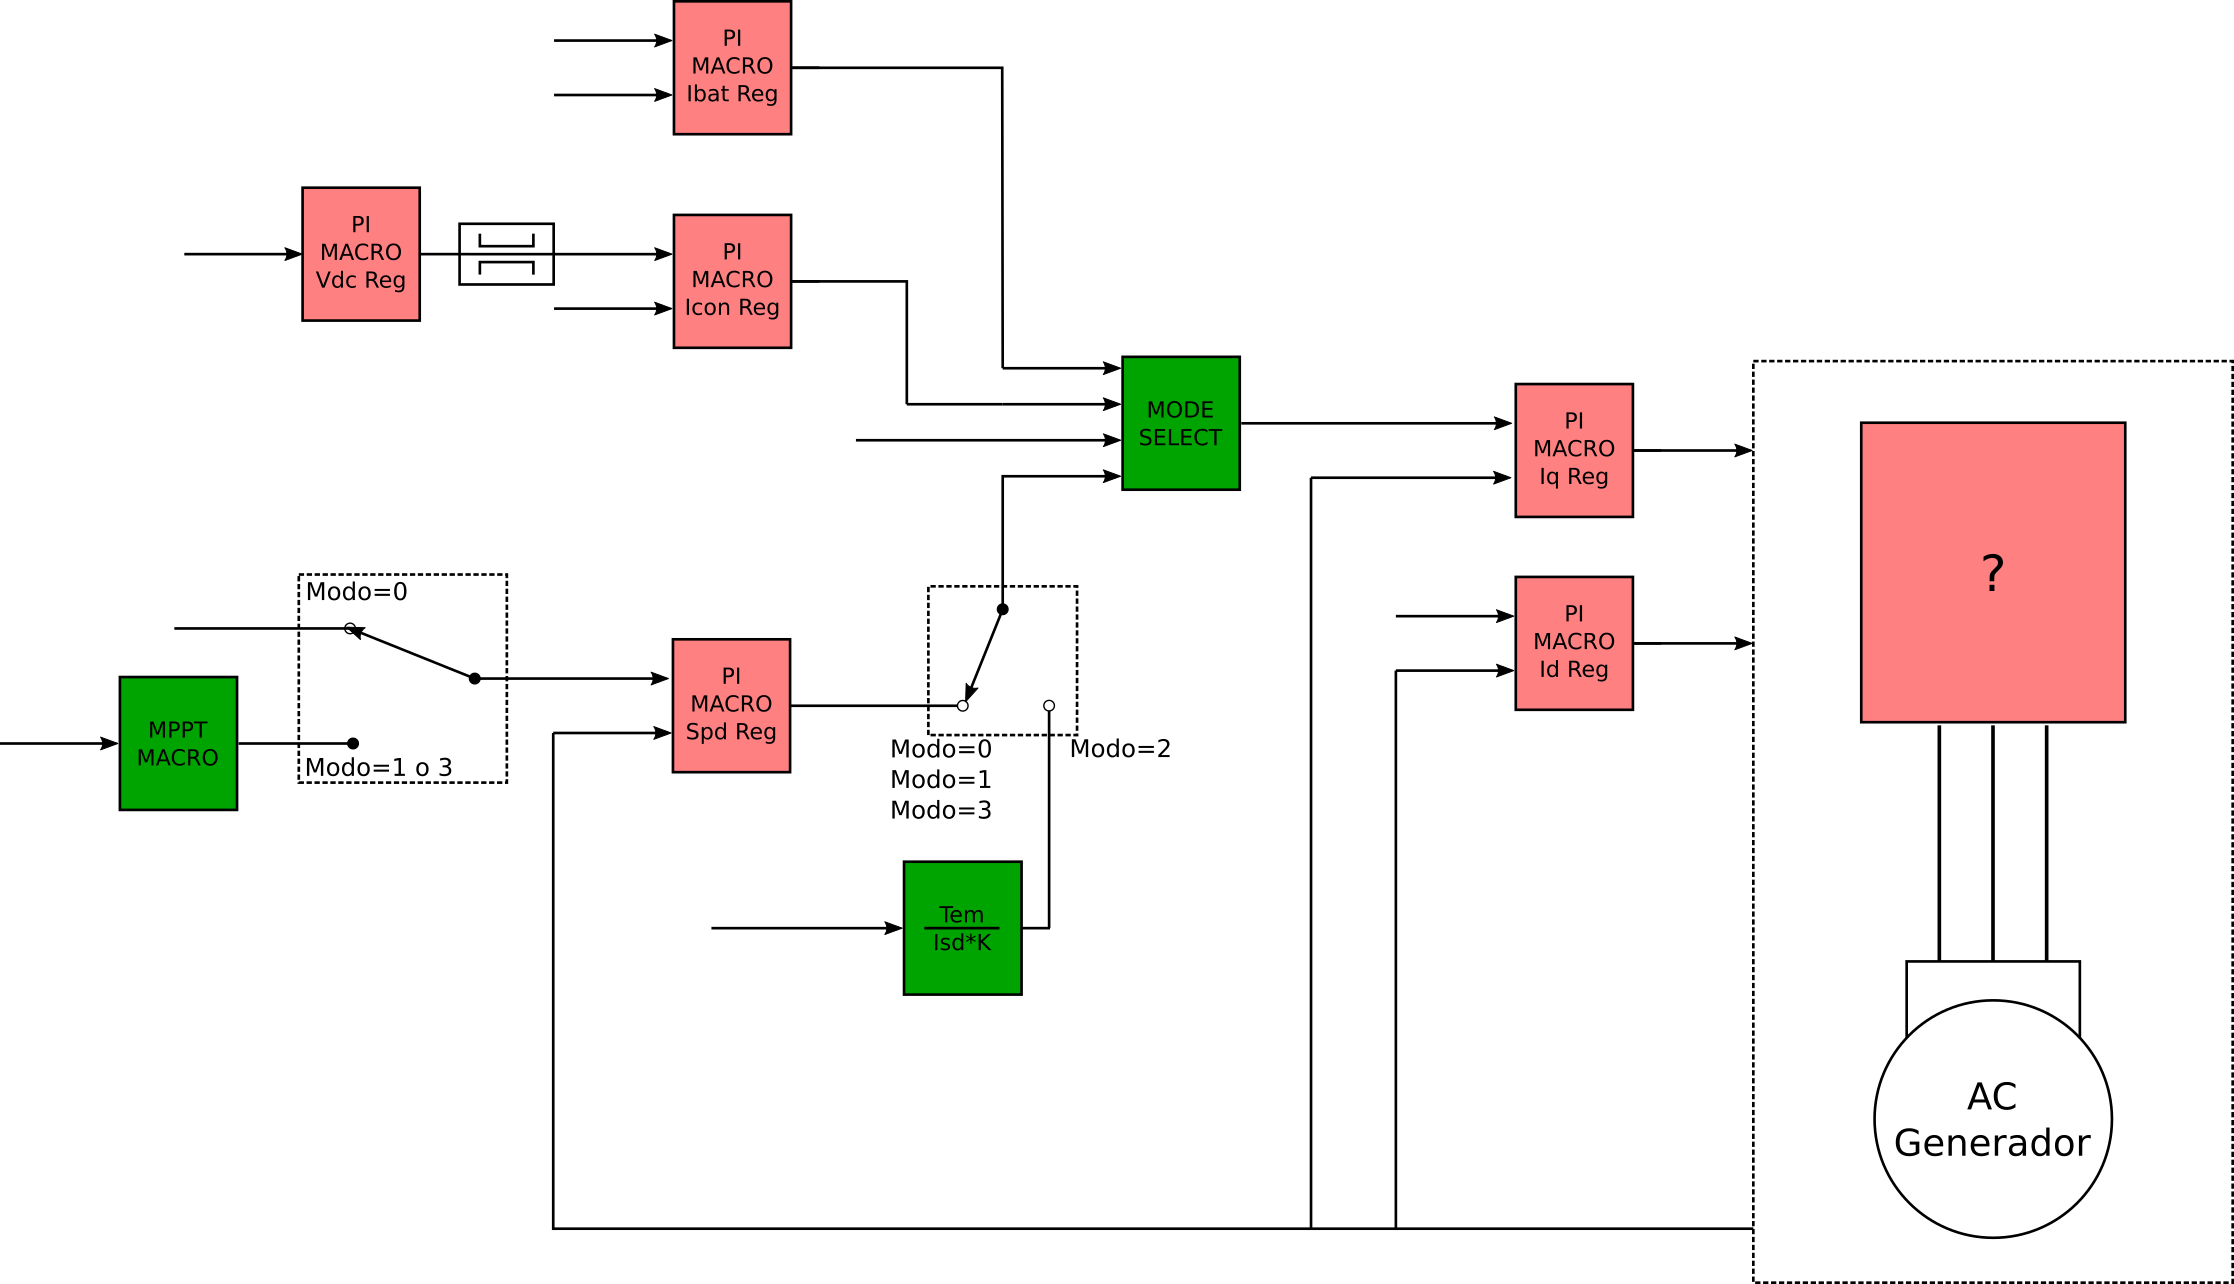 PI
MACRO
Ibat Reg
PI
MACRO
Vdc Reg
PI
MACRO
Icon Reg
MODE
SELECT
PI
MACRO
Iq Reg
?
Modo=0
PI
MACRO
Id Reg
PI
MACRO
Spd Reg
MPPT
MACRO
Modo=1 o 3
Modo=0
Modo=1
Modo=3
Modo=2
Tem
Isd*K
AC
Generador